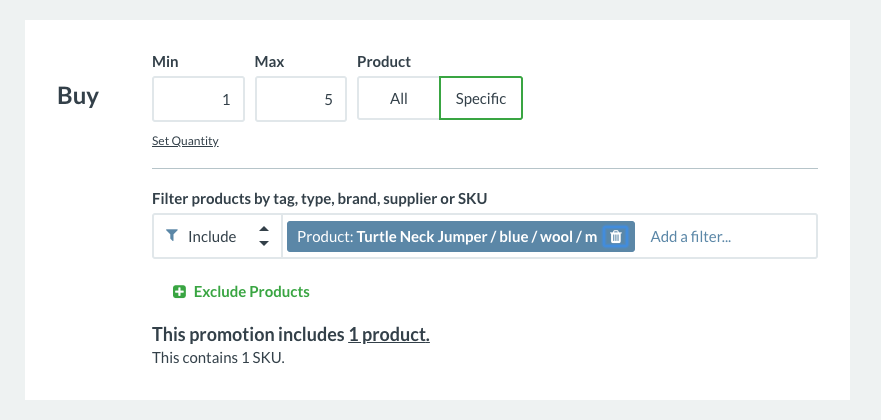 Min Max Product
Buy 1 5 All Specific
Set Quantity
Filter products by tag, type, brand, supplier or SKU
Include Product: Turtle Neck Jumper / blue / wool / m Add a filter...
Exclude Products
This promotion includes 1 product.
This contains 1 SKU.